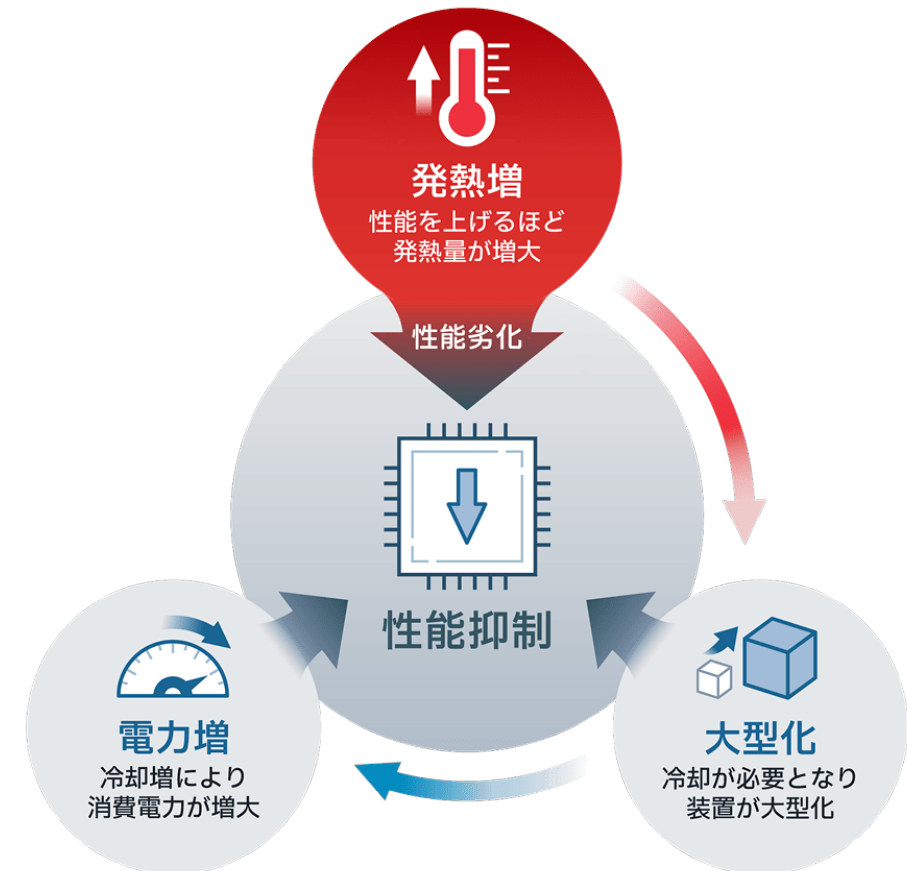 発熱増
性能を上げるほど
発熱量が増大
性能劣化
性能抑制
電力増
冷却増により
消費電力が増大
大型化
冷却が必要となり
装置が大型化